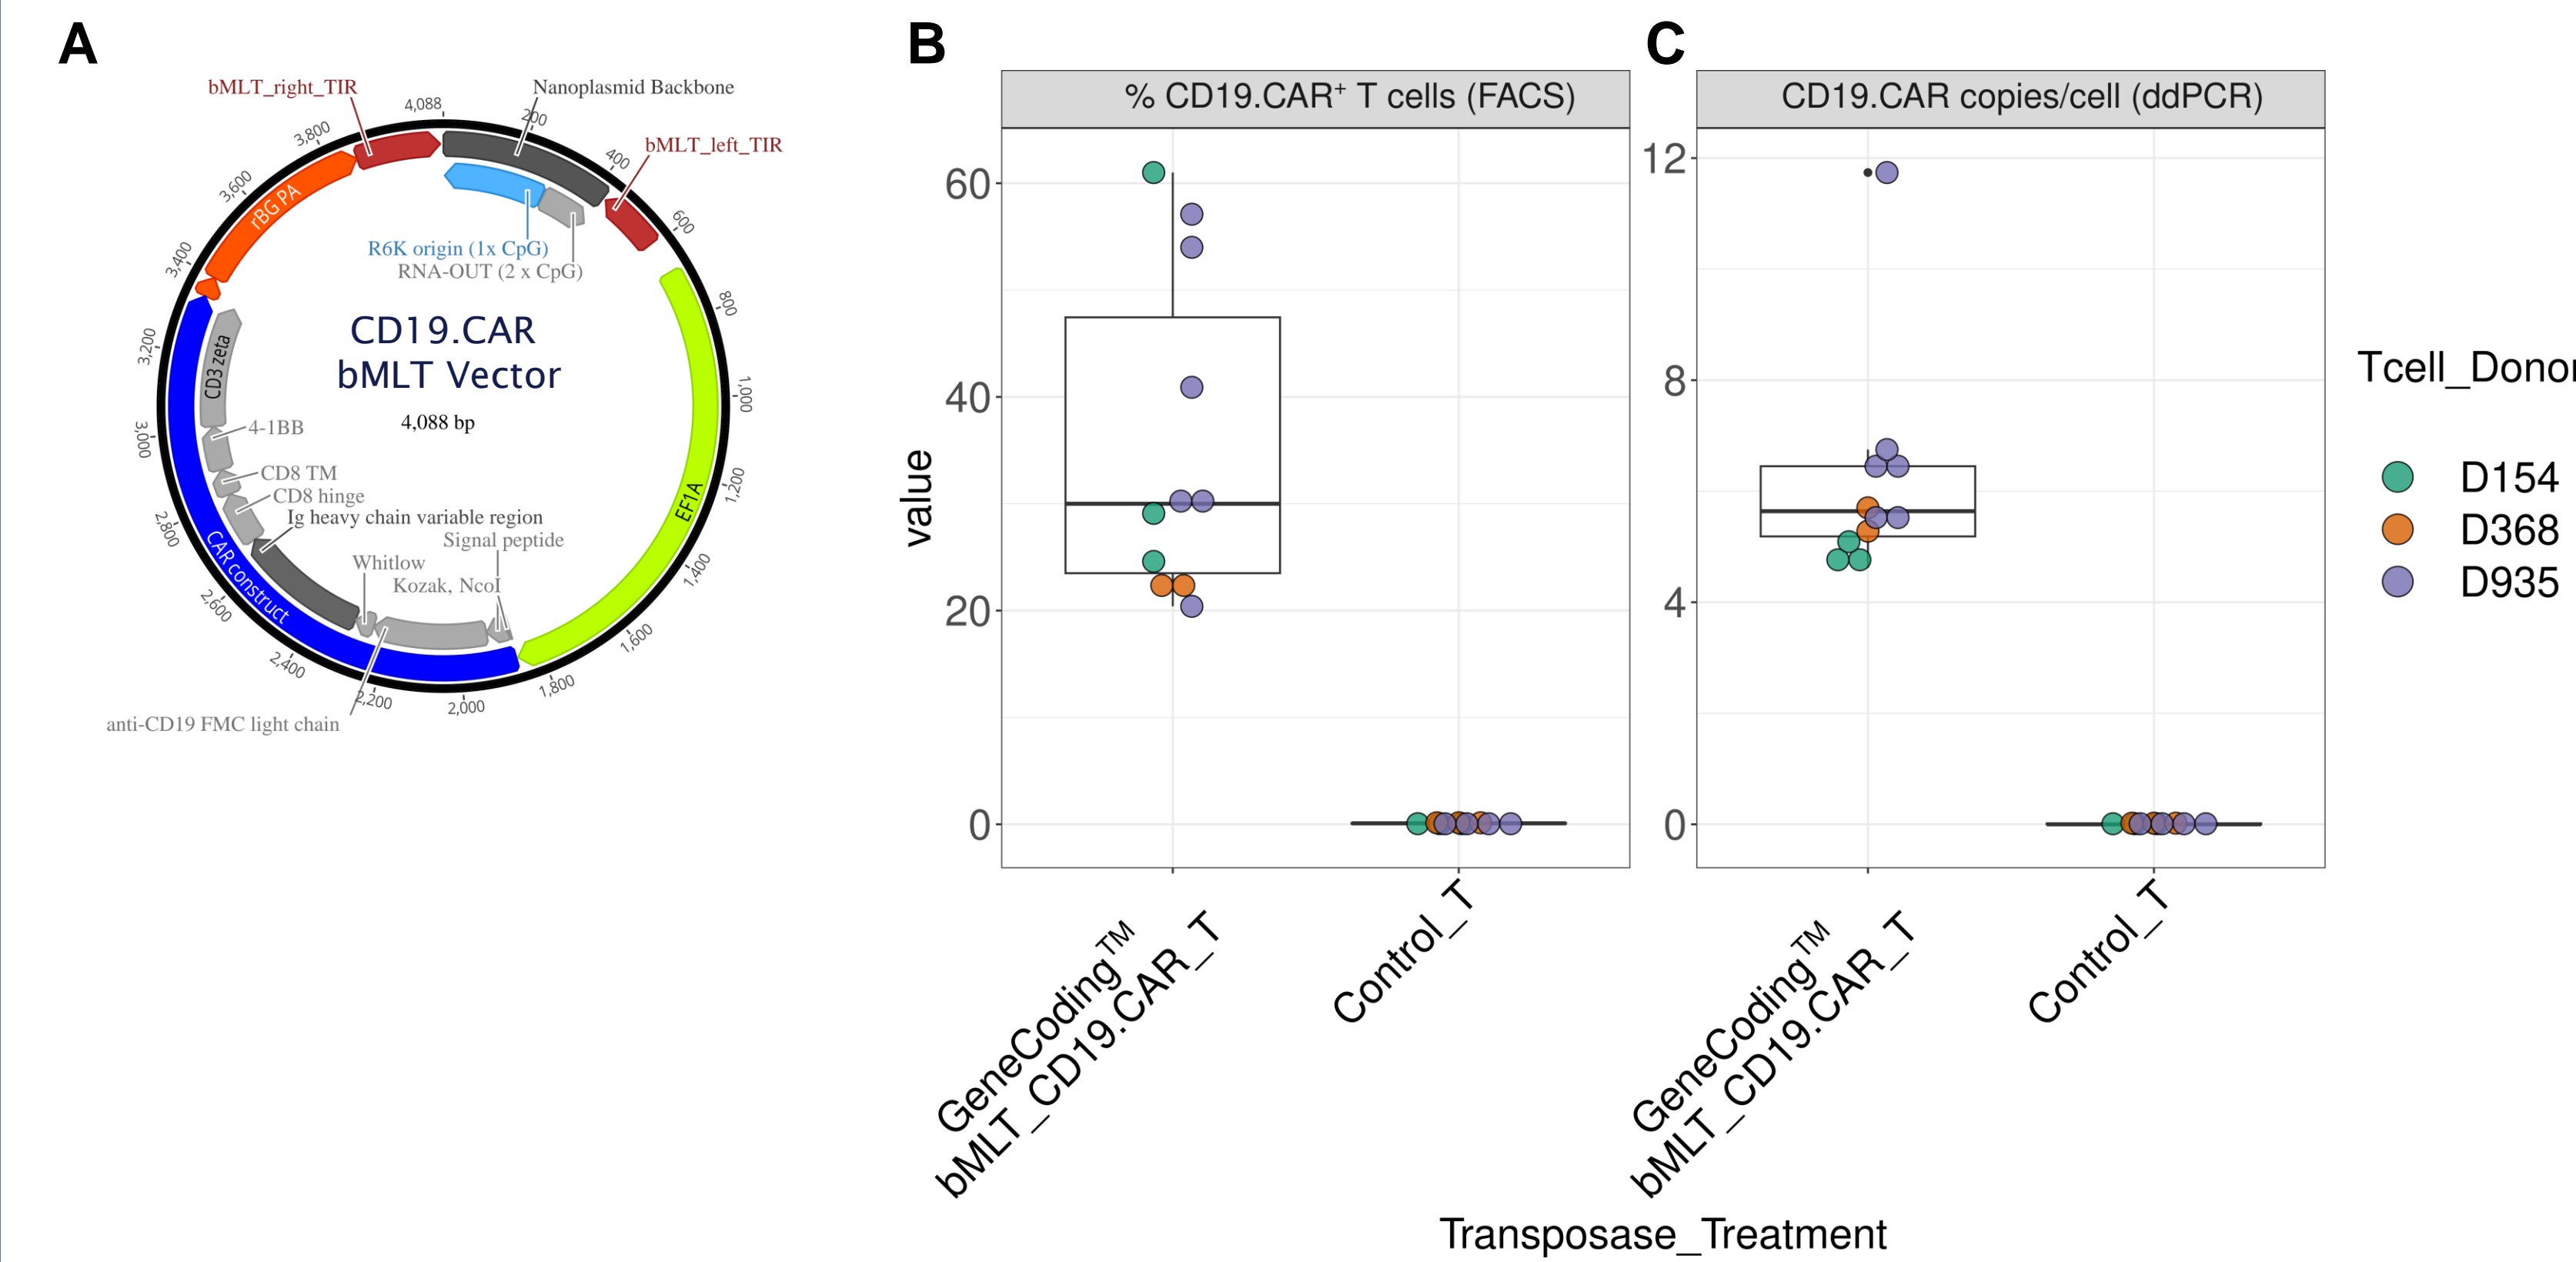 A
bMLT_right_TIR
Nanoplasmid Backbone
bMLT_left_TIR
4,088
200
400
600
800
1,000
1,200
1,400
1,600
1,800
2,000
2,200
2,400
2,600
2,800
3,000
3,200
3,400
3,600
3,800
rBG PA
R6K origin (1x CpG)
RNA-OUT (2 x CpG)
CD19.CAR
bMLT Vector
4,088 bp
CD3 zeta
4-1BB
CD8 TM
CD8 hinge
Ig heavy chain variable region
Signal peptide
Whitlow
Kozak, NcoI
EF1A
CAR construct
anti-CD19 FMC light chain
B
% CD19.CAR⁺ T cells (FACS)
value
60
40
20
0
GeneCoding™
bMLT_CD19.CAR_T
Control_T
C
CD19.CAR copies/cell (ddPCR)
12
8
4
0
GeneCoding™
bMLT_CD19.CAR_T
Control_T
Transposase_Treatment
Tcell_Donor
D154
D368
D935